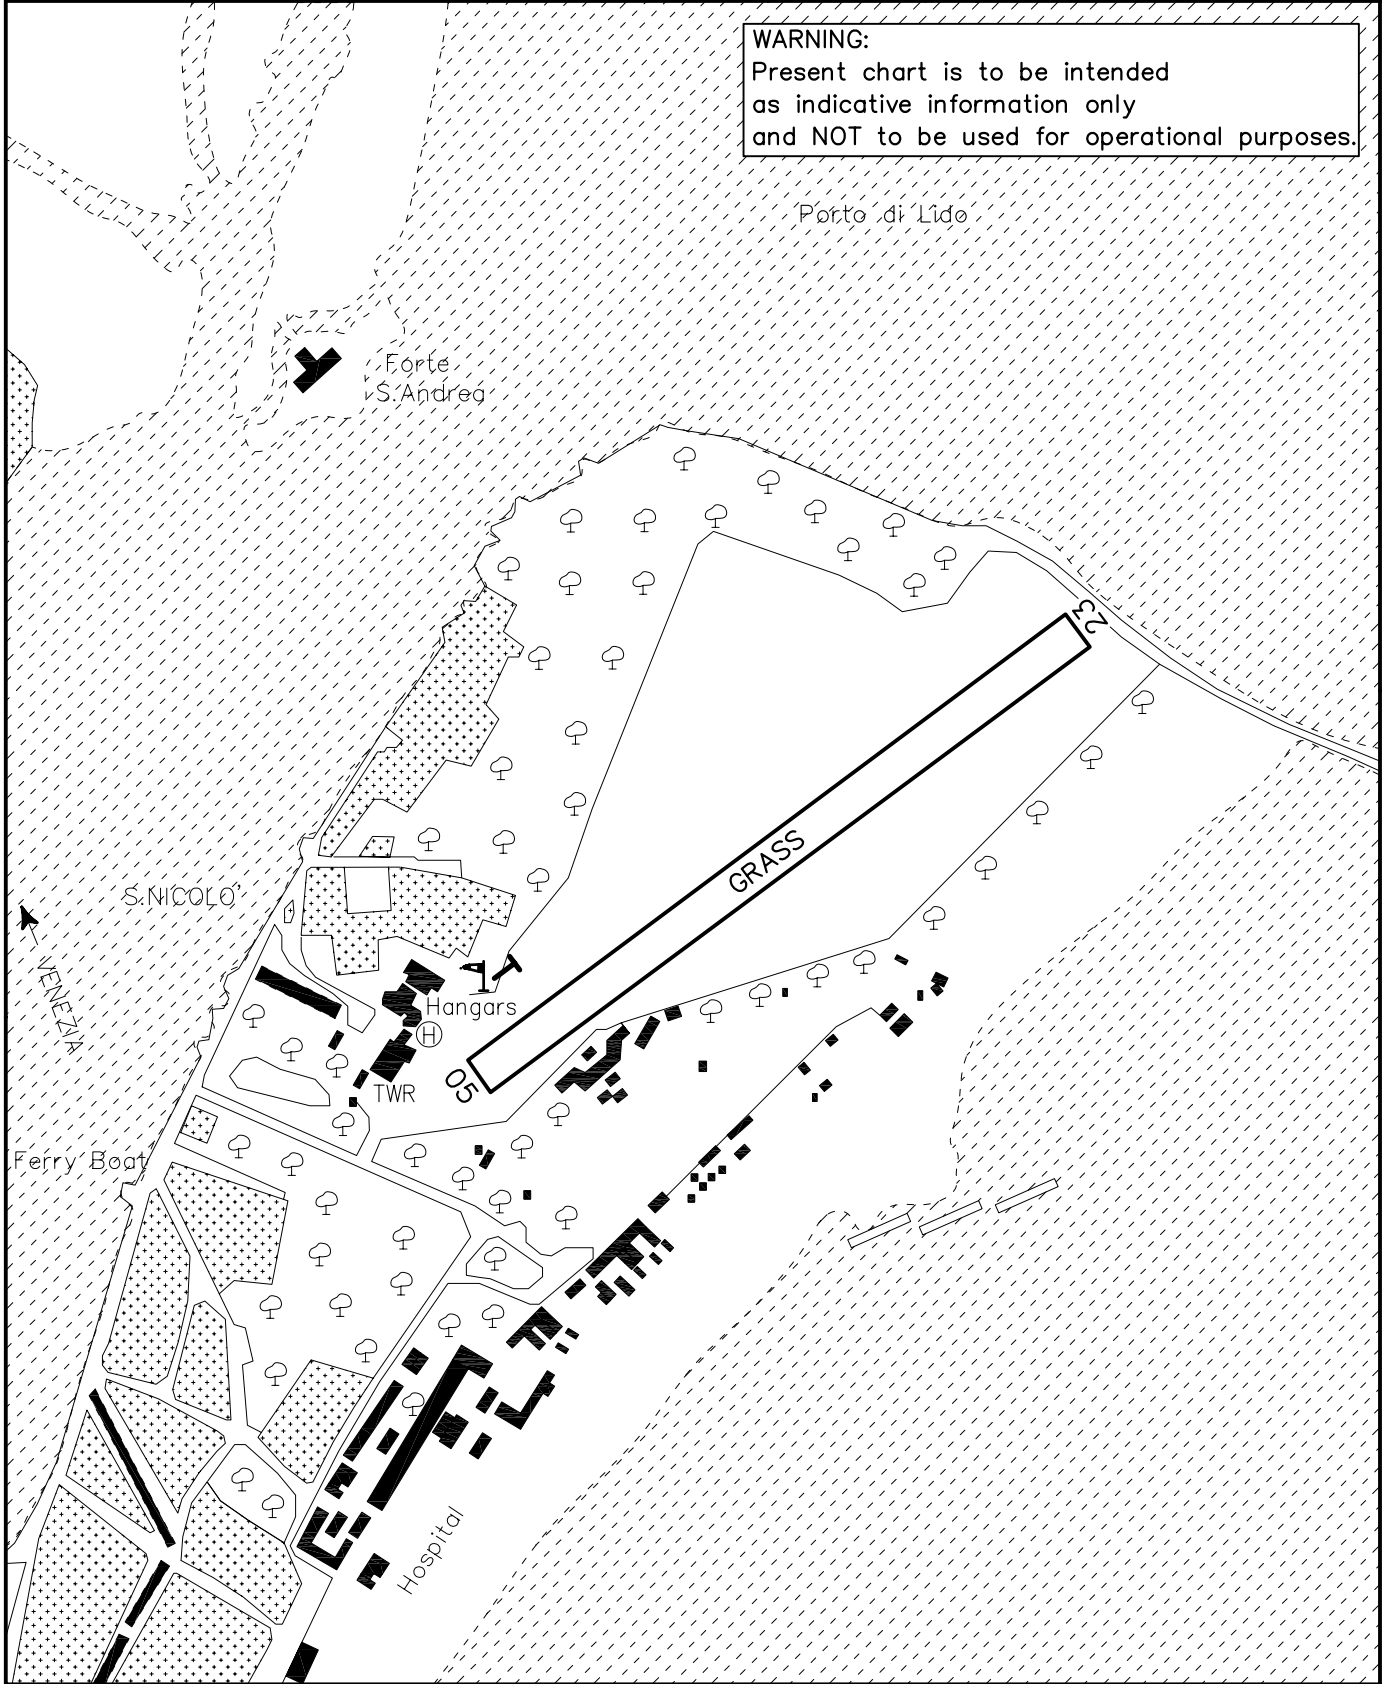 WARNING:
Present chart is to be intended
as indicative information only
and NOT to be used for operational purposes.
Porto di Lido
Forte
S.Andrea
23
GRASS
S.NICOLO'
VENEZIA
Hangars
H
05
TWR
Ferry Boat
Hospital